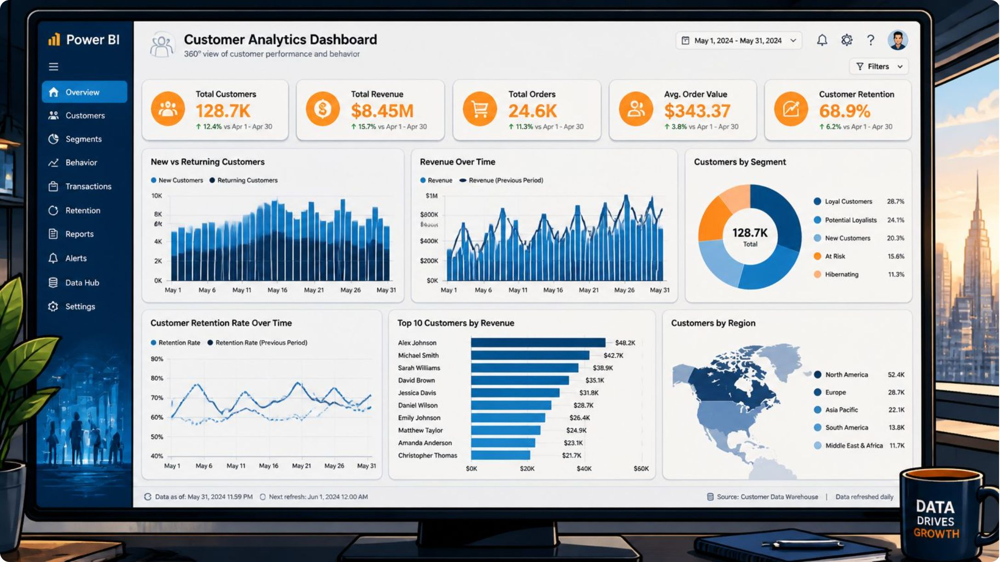 Power BI
Overview
Customers
Segments
Behavior
Transactions
Retention
Reports
Alerts
Data Hub
Settings
Customer Analytics Dashboard
360° view of customer performance and behavior
May 1, 2024 - May 31, 2024
?
Filters
Total Customers
128.7K
↑ 12.4% vs Apr 1 - Apr 30
Total Revenue
$8.45M
↑ 15.7% vs Apr 1 - Apr 30
Total Orders
24.6K
↑ 11.3% vs Apr 1 - Apr 30
Avg. Order Value
$343.37
↑ 3.8% vs Apr 1 - Apr 30
Customer Retention
68.9%
↑ 6.2% vs Apr 1 - Apr 30
New vs Returning Customers
New Customers Returning Customers
10K
8K
4K
2K
0K
May 1 May 6 May 11 May 16 May 21 May 26 May 31
Revenue Over Time
Revenue Revenue (Previous Period)
$1M
$800K
$400K
$200K
$0K
May 1 May 6 May 11 May 16 May 21 May 26 May 31
Customers by Segment
128.7K
Total
Loyal Customers 28.7%
Potential Loyalists 24.1%
New Customers 20.3%
At Risk 15.6%
Hibernating 11.3%
Customer Retention Rate Over Time
Retention Rate Retention Rate (Previous Period)
80%
70%
60%
50%
40%
May 1 May 6 May 11 May 16 May 21 May 26 May 31
Top 10 Customers by Revenue
Alex Johnson $48.2K
Michael Smith $42.7K
Sarah Williams $38.9K
David Brown $35.1K
Jessica Davis $31.8K
Daniel Wilson $28.7K
Emily Johnson $26.4K
Matthew Taylor $24.9K
Amanda Anderson $23.1K
Christopher Thomas $21.7K
$0K $20K $40K $60K
Customers by Region
North America 52.4K
Europe 28.7K
Asia Pacific 22.1K
South America 13.8K
Middle East & Africa 11.7K
Data as of: May 31, 2024 11.59 PM Next refresh: Jun 1, 2024 12.00 AM
Source: Customer Data Warehouse | Data refreshed daily
DATA
DRIVES
GROWTH